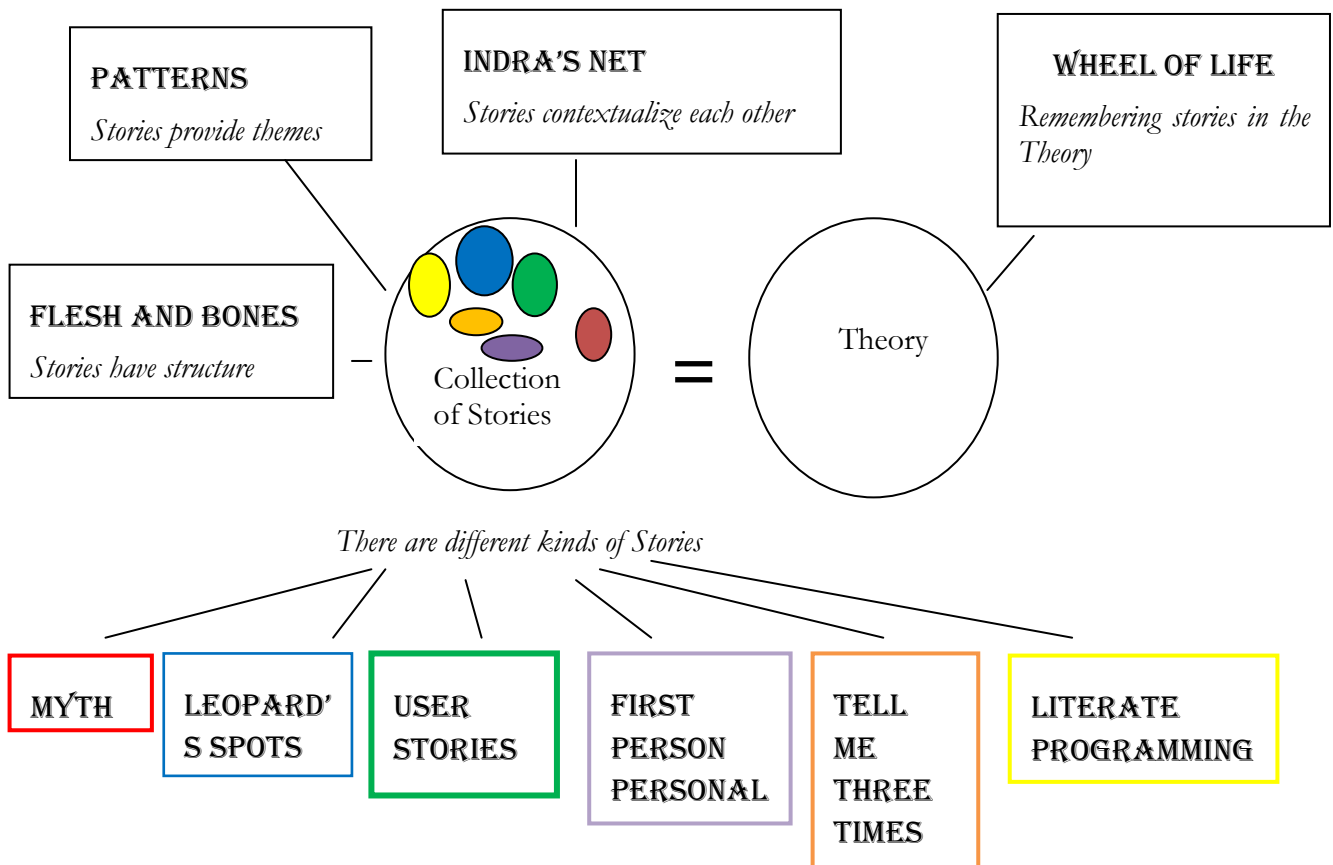 PATTERNS
Stories provide themes
INDRA'S NET
Stories contextualize each other
WHEEL OF LIFE
Remembering stories in the
Theory
FLESH AND BONES
Stories have structure
Collection
of Stories
=
Theory
There are different kinds of Stories
MYTH
LEOPARD'
S SPOTS
USER
STORIES
FIRST
PERSON
PERSONAL
TELL
ME
THREE
TIMES
LITERATE
PROGRAMMING